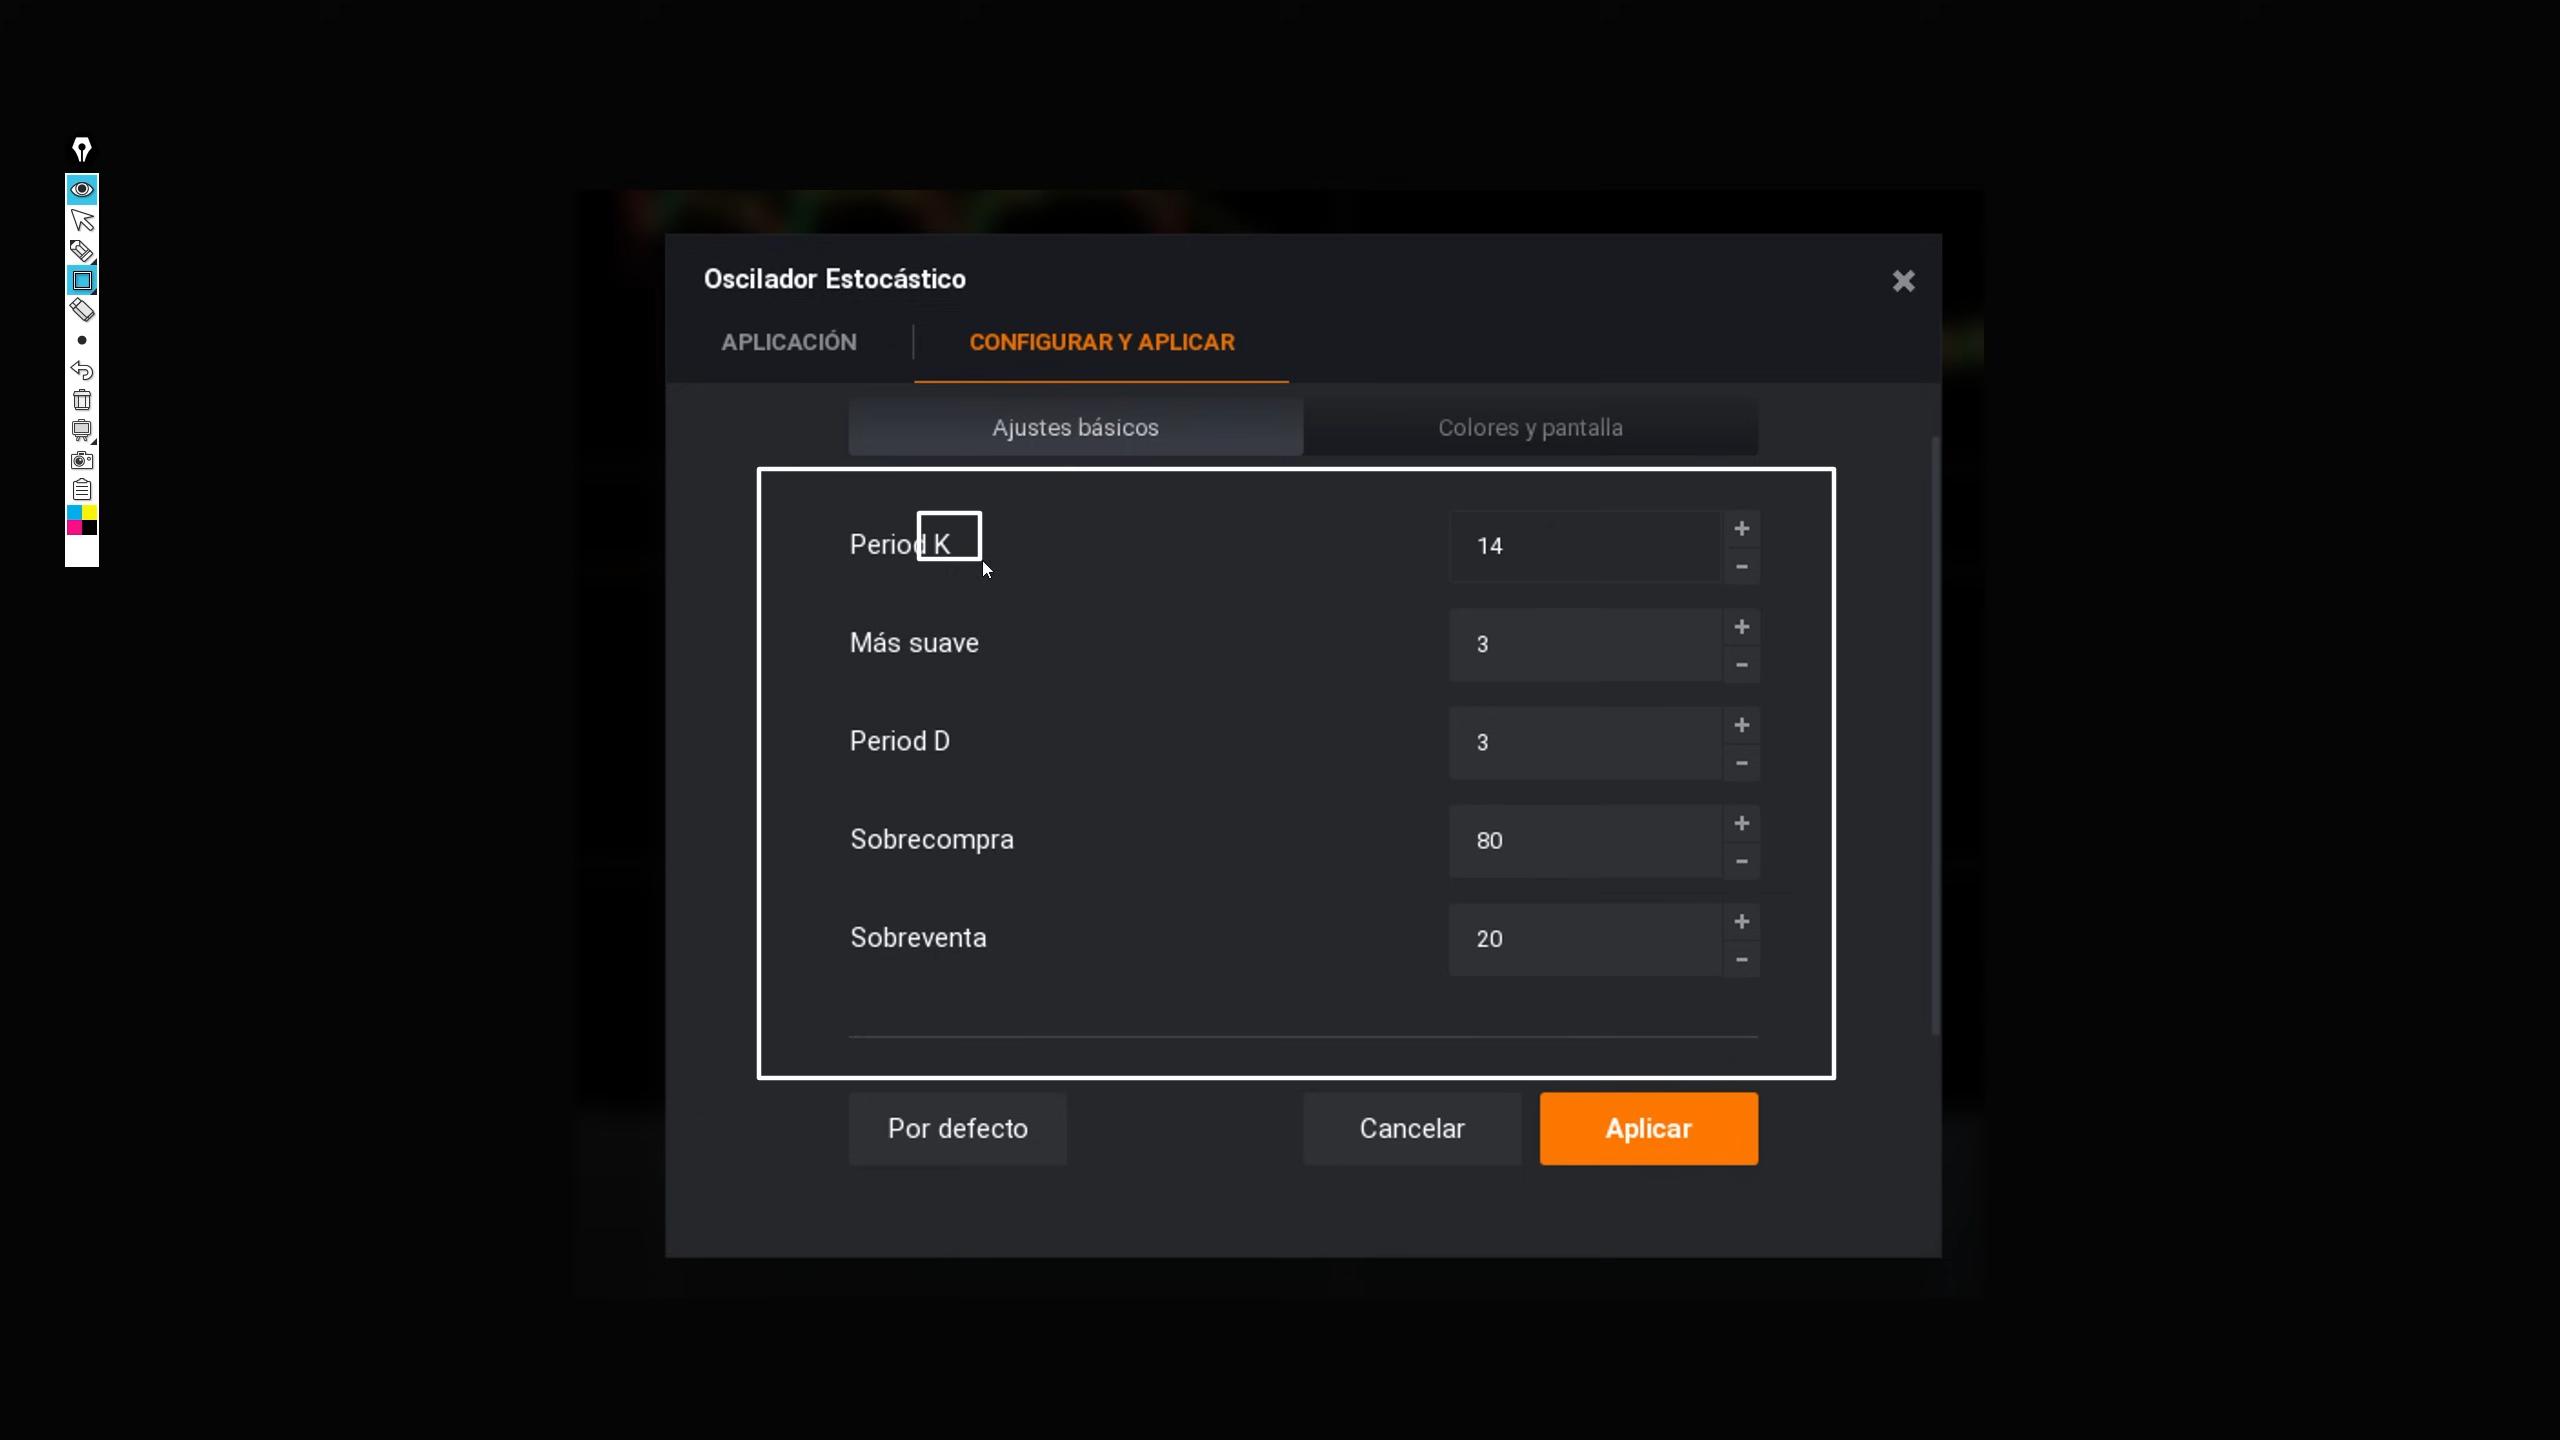 Oscilador Estocástico
APLICACIÓN
CONFIGURAR Y APLICAR
Ajustes básicos
Colores y pantalla
Period K
14
+
-
Más suave
3
+
-
Period D
3
+
-
Sobrecompra
80
+
-
Sobreventa
20
+
-
Por defecto
Cancelar
Aplicar